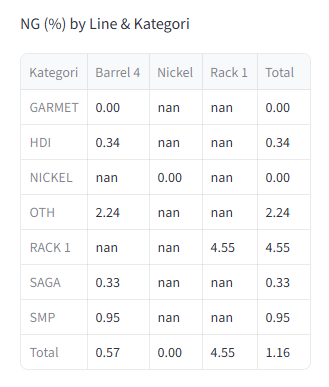 NG (%) by Line & Kategori
Kategori Barrel 4 Nickel Rack 1 Total
GARMET 0.00 nan nan 0.00
HDI 0.34 nan nan 0.34
NICKEL nan 0.00 nan 0.00
OTH 2.24 nan nan 2.24
RACK 1 nan nan 4.55 4.55
SAGA 0.33 nan nan 0.33
SMP 0.95 nan nan 0.95
Total 0.57 0.00 4.55 1.16